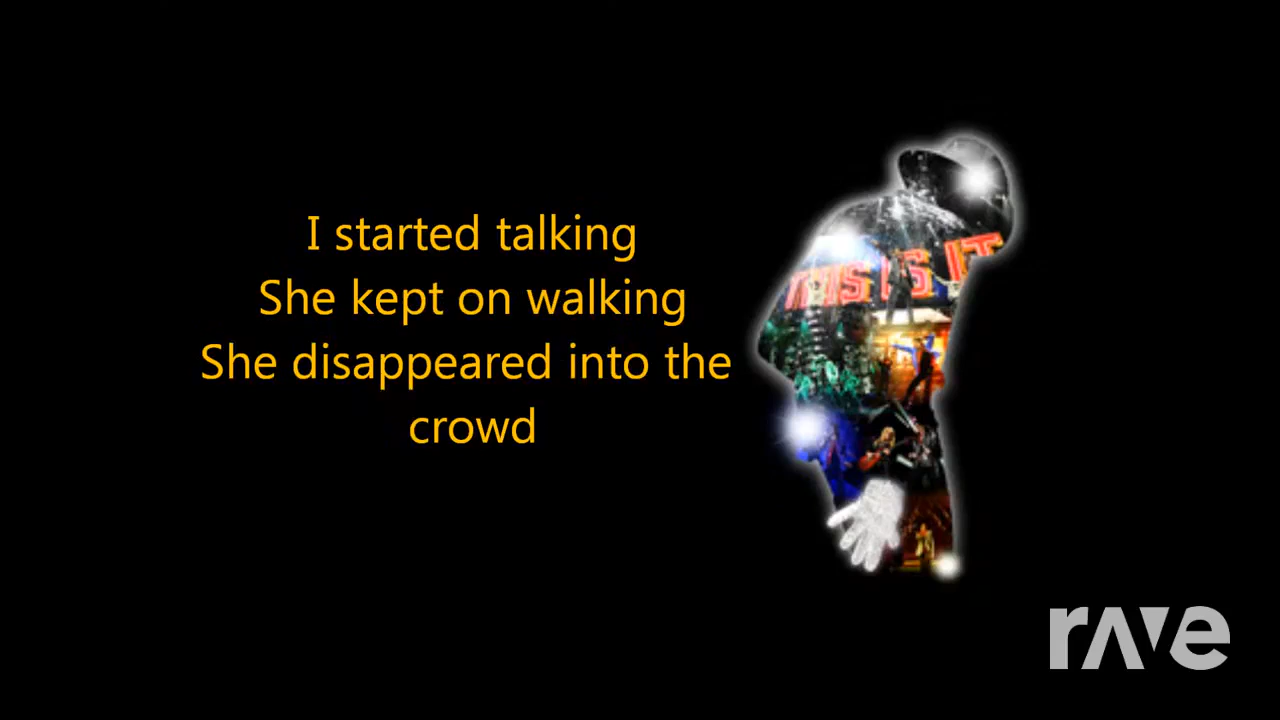 I started talking
She kept on walking
She disappeared into the
crowd
THIS IS IT
rave